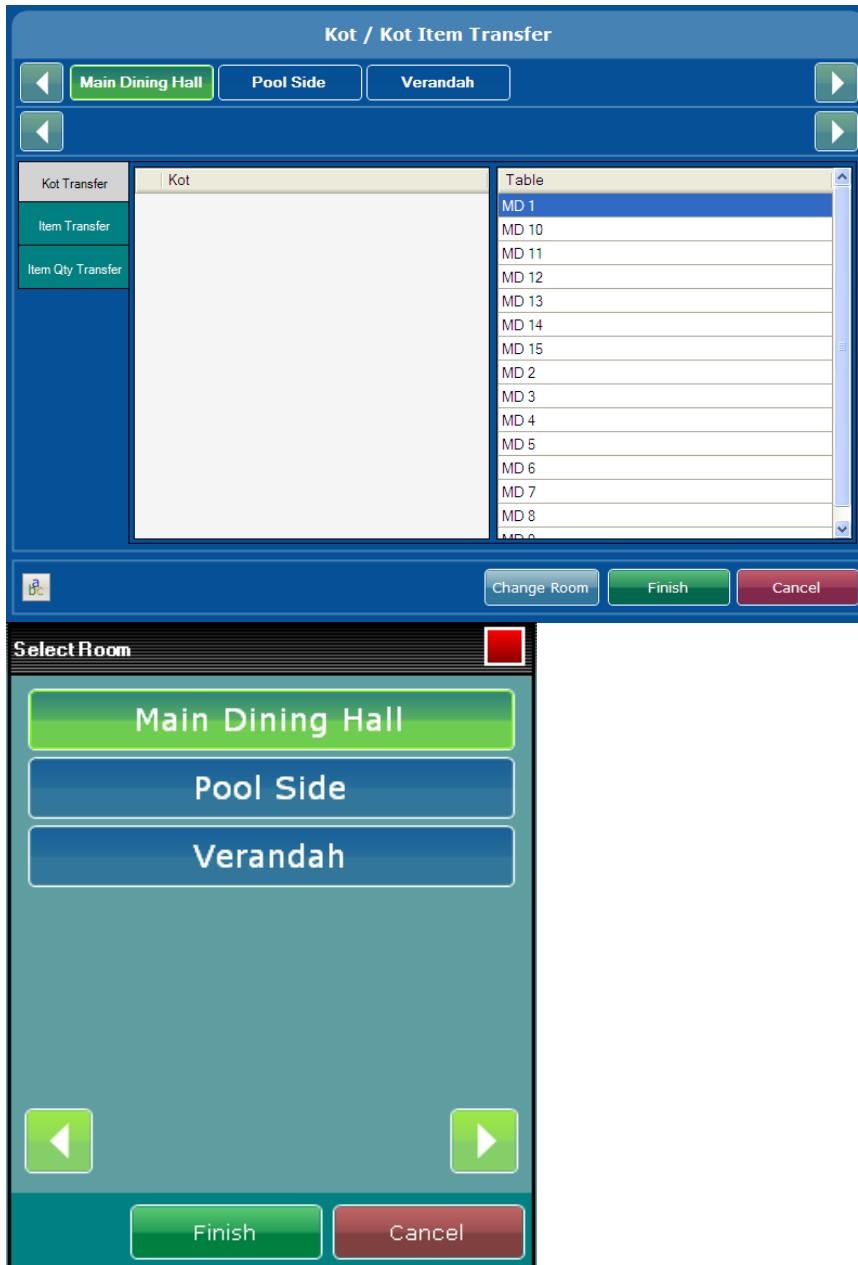 Kot / Kot Item Transfer
Main Dining Hall Pool Side Verandah
Kot Transfer
Item Transfer
Item Qty Transfer
Kot
Table
MD 1
MD 10
MD 11
MD 12
MD 13
MD 14
MD 15
MD 2
MD 3
MD 4
MD 5
MD 6
MD 7
MD 8
MD 9
a
bc
Change Room Finish Cancel
Select Room
Main Dining Hall
Pool Side
Verandah
Finish Cancel